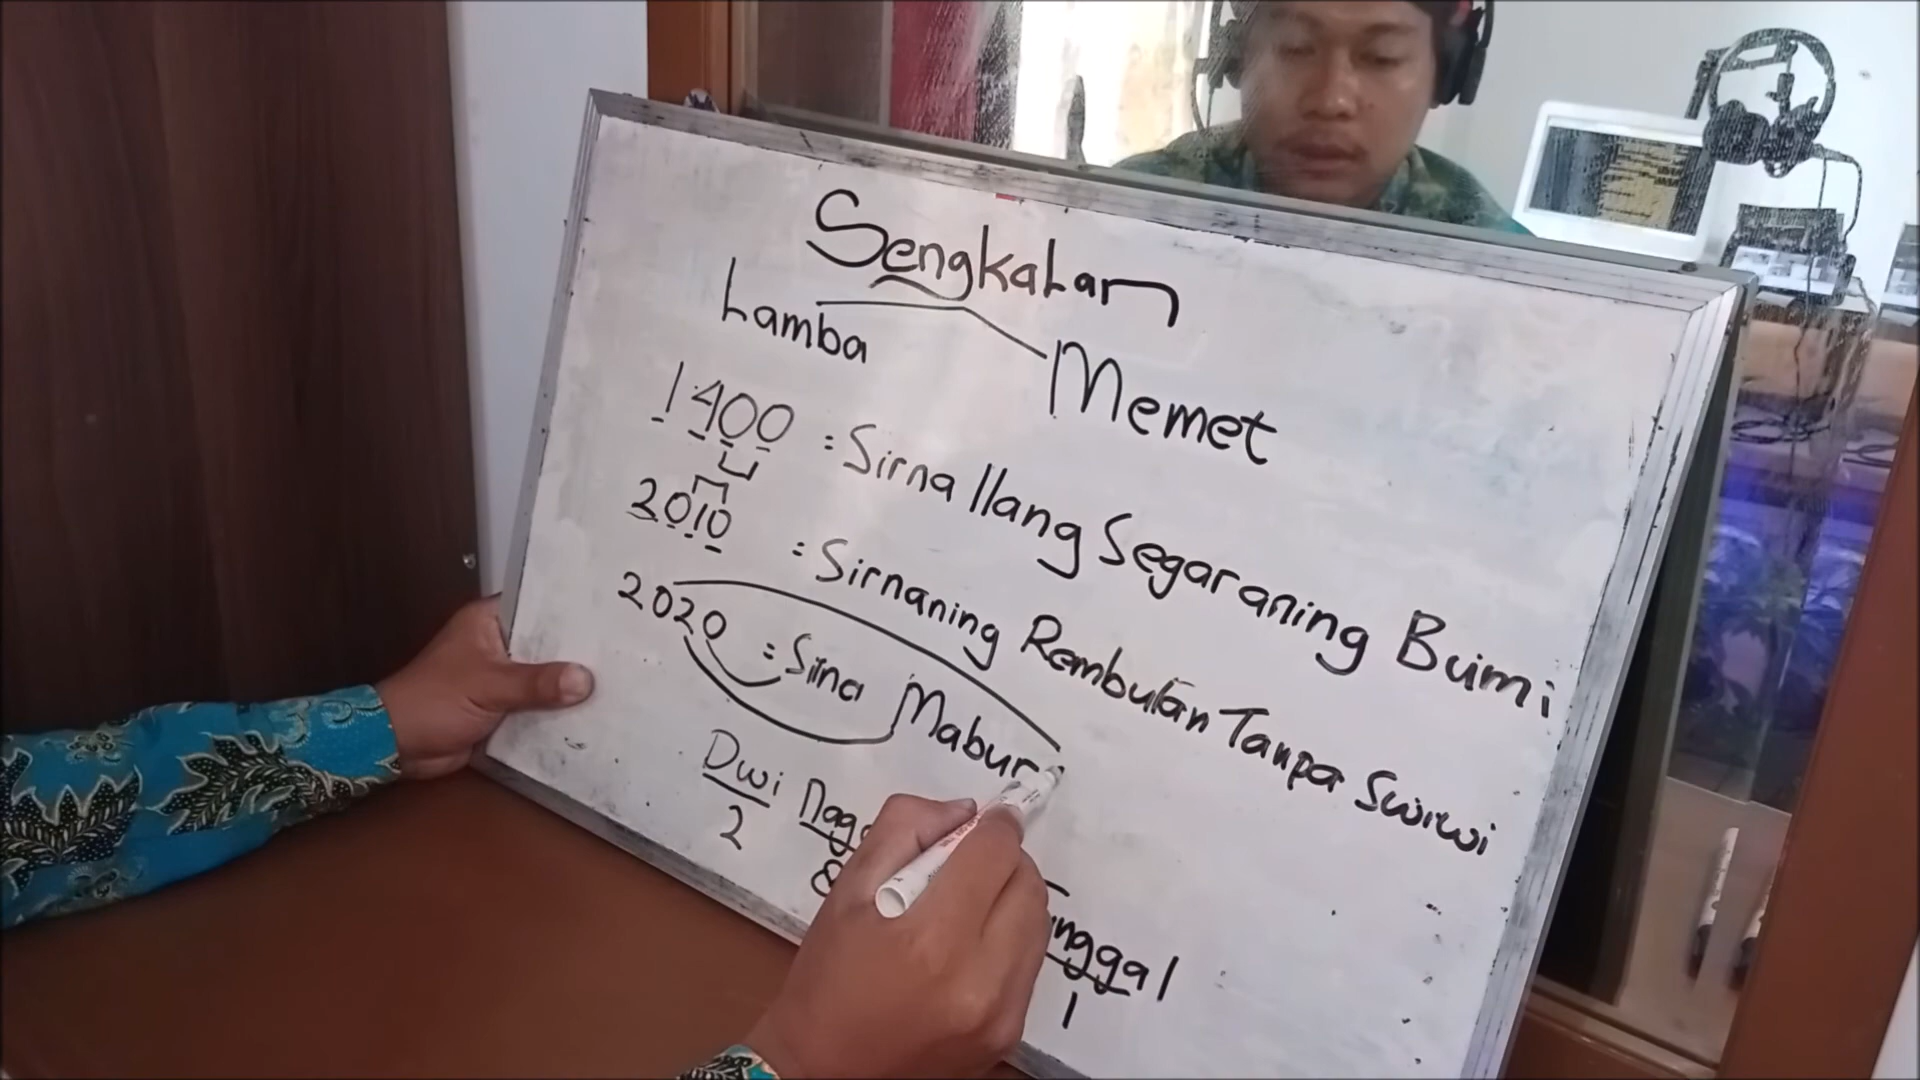 Sengkalan
Lamba
Memet
1400 : Sirna Ilang Segaraning Bumi
2010 : Sirnaning Rembulan Tanpa Swiwi
2020 : Sirna Mabur
Dwi
2 8 1